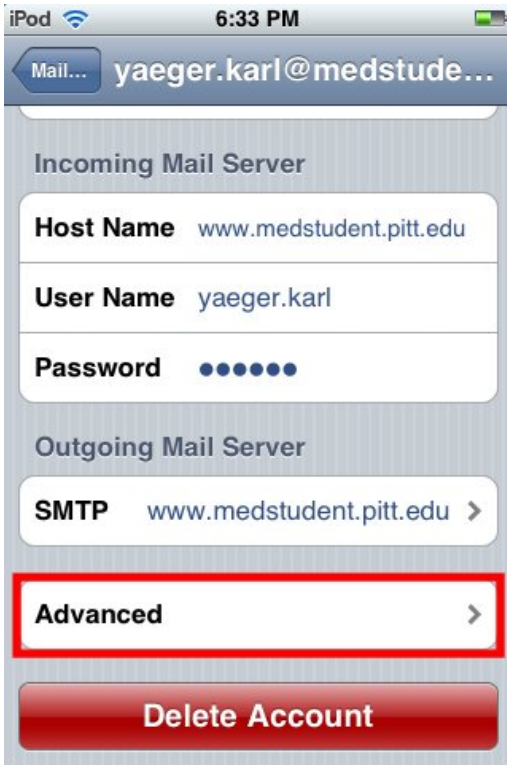 iPod 6:33 PM
Mail... yaeger.karl@medstude...
Incoming Mail Server
Host Name www.medstudent.pitt.edu
User Name yaeger.karl
Password ●●●●●●
Outgoing Mail Server
SMTP www.medstudent.pitt.edu
Advanced
Delete Account